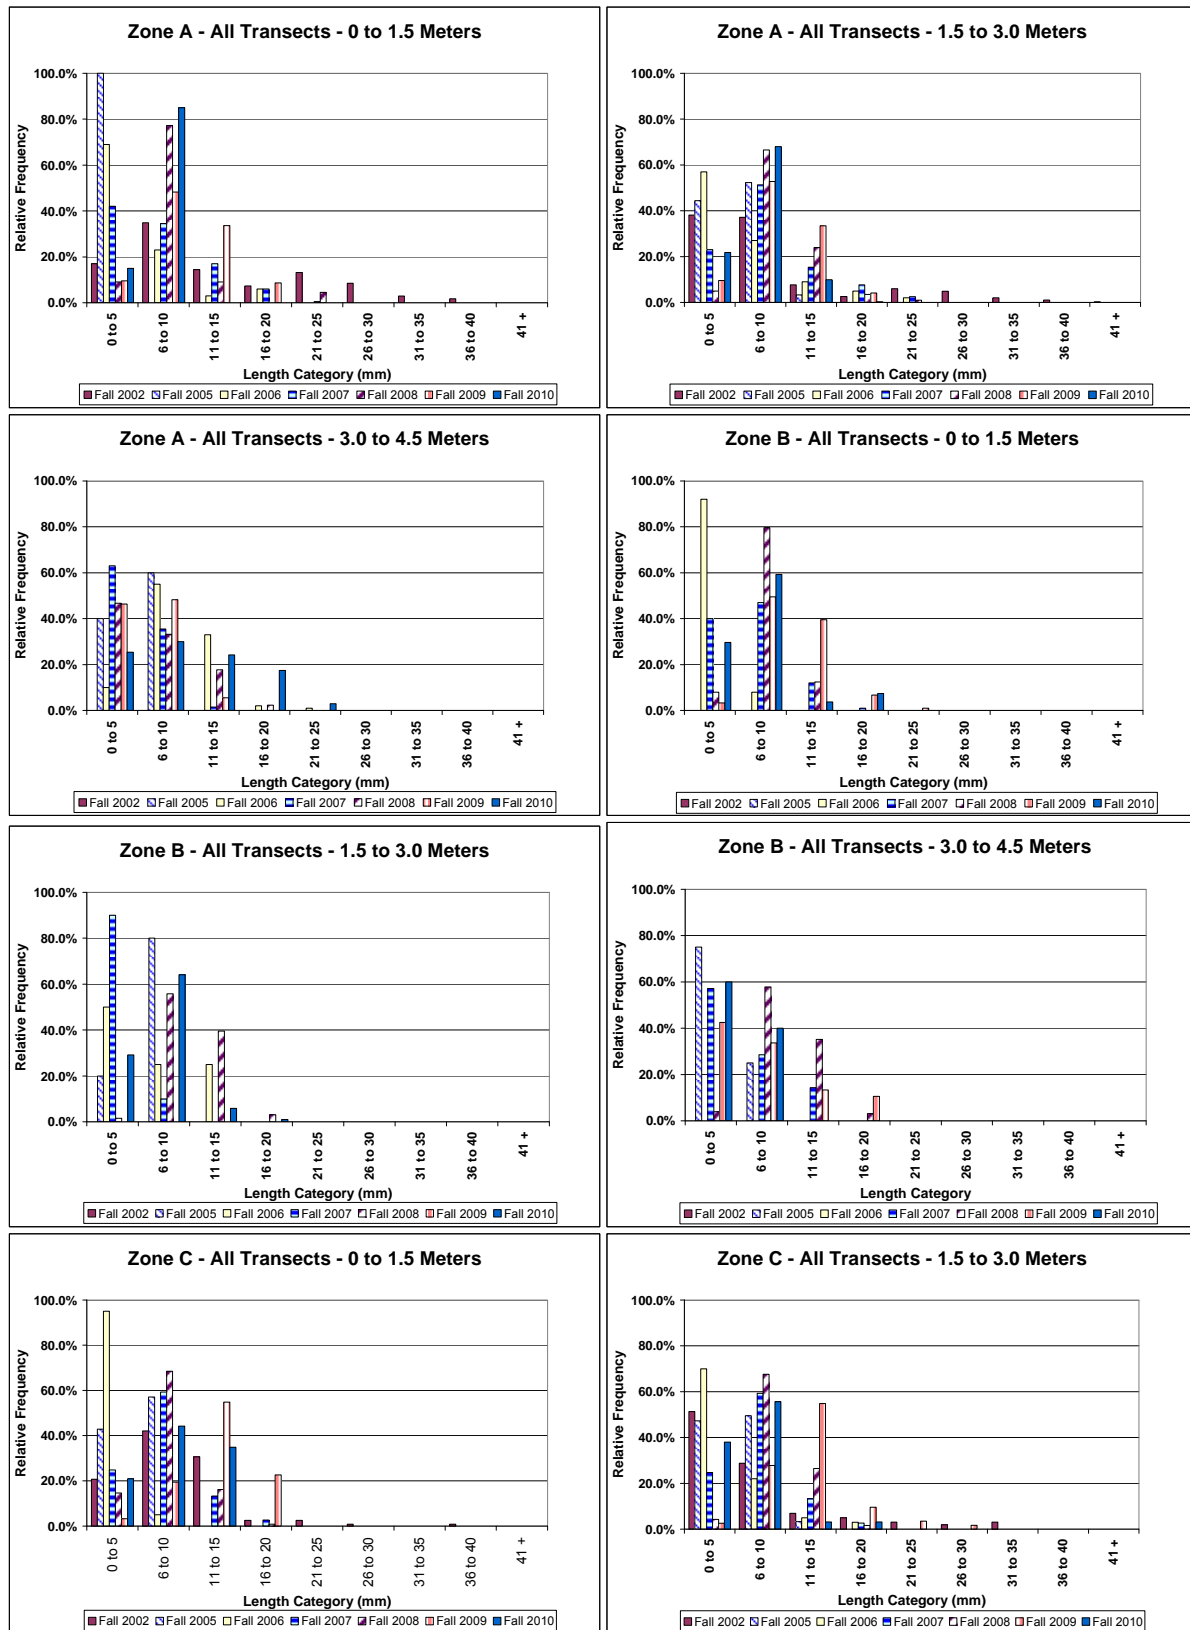 Zone A - All Transects - 0 to 1.5 Meters
Relative Frequency
100.0%
80.0%
60.0%
40.0%
20.0%
0.0%
0 to 5
6 to 10
11 to 15
16 to 20
21 to 25
26 to 30
31 to 35
36 to 40
41 +
Length Category (mm)
Fall 2002 Fall 2005 Fall 2006 Fall 2007 Fall 2008 Fall 2009 Fall 2010
Zone A - All Transects - 1.5 to 3.0 Meters
Relative Frequency
100.0%
80.0%
60.0%
40.0%
20.0%
0.0%
0 to 5
6 to 10
11 to 15
16 to 20
21 to 25
26 to 30
31 to 35
36 to 40
41 +
Length Category (mm)
Fall 2002 Fall 2005 Fall 2006 Fall 2007 Fall 2008 Fall 2009 Fall 2010
Zone A - All Transects - 3.0 to 4.5 Meters
Relative Frequency
100.0%
80.0%
60.0%
40.0%
20.0%
0.0%
0 to 5
6 to 10
11 to 15
16 to 20
21 to 25
26 to 30
31 to 35
36 to 40
41 +
Length Category (mm)
Fall 2002 Fall 2005 Fall 2006 Fall 2007 Fall 2008 Fall 2009 Fall 2010
Zone B - All Transects - 0 to 1.5 Meters
Relative Frequency
100.0%
80.0%
60.0%
40.0%
20.0%
0.0%
0 to 5
6 to 10
11 to 15
16 to 20
21 to 25
26 to 30
31 to 35
36 to 40
41 +
Length Category (mm)
Fall 2002 Fall 2005 Fall 2006 Fall 2007 Fall 2008 Fall 2009 Fall 2010
Zone B - All Transects - 1.5 to 3.0 Meters
Relative Frequency
100.0%
80.0%
60.0%
40.0%
20.0%
0.0%
0 to 5
6 to 10
11 to 15
16 to 20
21 to 25
26 to 30
31 to 35
36 to 40
41 +
Length Category (mm)
Fall 2002 Fall 2005 Fall 2006 Fall 2007 Fall 2008 Fall 2009 Fall 2010
Zone B - All Transects - 3.0 to 4.5 Meters
Relative Frequency
100.0%
80.0%
60.0%
40.0%
20.0%
0.0%
0 to 5
6 to 10
11 to 15
16 to 20
21 to 25
26 to 30
31 to 35
36 to 40
41 +
Length Category
Fall 2002 Fall 2005 Fall 2006 Fall 2007 Fall 2008 Fall 2009 Fall 2010
Zone C - All Transects - 0 to 1.5 Meters
Relative Frequency
100.0%
80.0%
60.0%
40.0%
20.0%
0.0%
0 to 5
6 to 10
11 to 15
16 to 20
21 to 25
26 to 30
31 to 35
36 to 40
41 +
Length Category (mm)
Fall 2002 Fall 2005 Fall 2006 Fall 2007 Fall 2008 Fall 2009 Fall 2010
Zone C - All Transects - 1.5 to 3.0 Meters
Relative Frequency
100.0%
80.0%
60.0%
40.0%
20.0%
0.0%
0 to 5
6 to 10
11 to 15
16 to 20
21 to 25
26 to 30
31 to 35
36 to 40
41 +
Length Category (mm)
Fall 2002 Fall 2005 Fall 2006 Fall 2007 Fall 2008 Fall 2009 Fall 2010